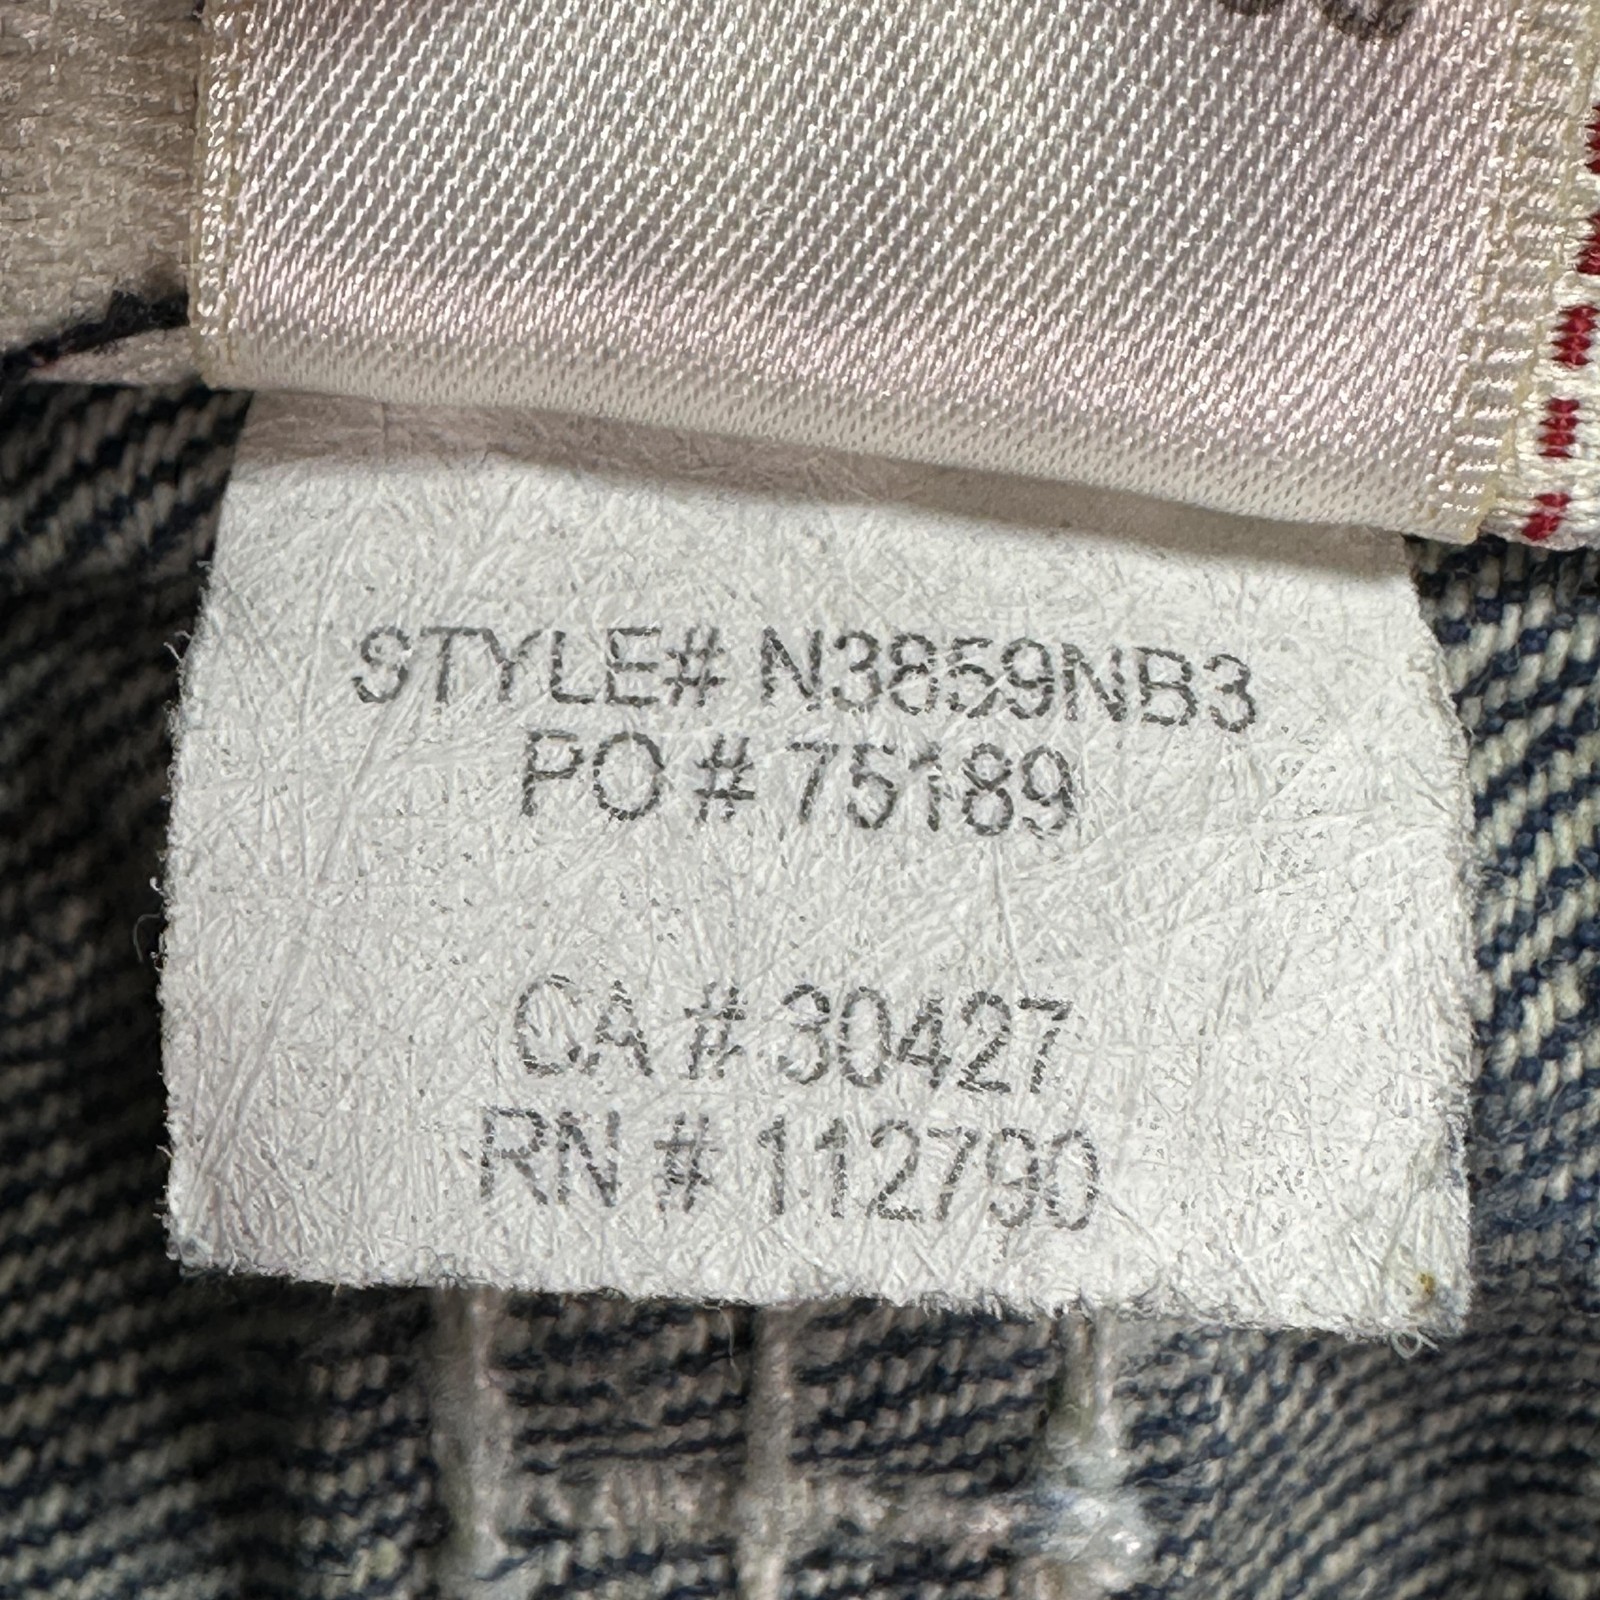 STYLE# N3859NB3
PO # 75189
CA # 30427
RN # 112790